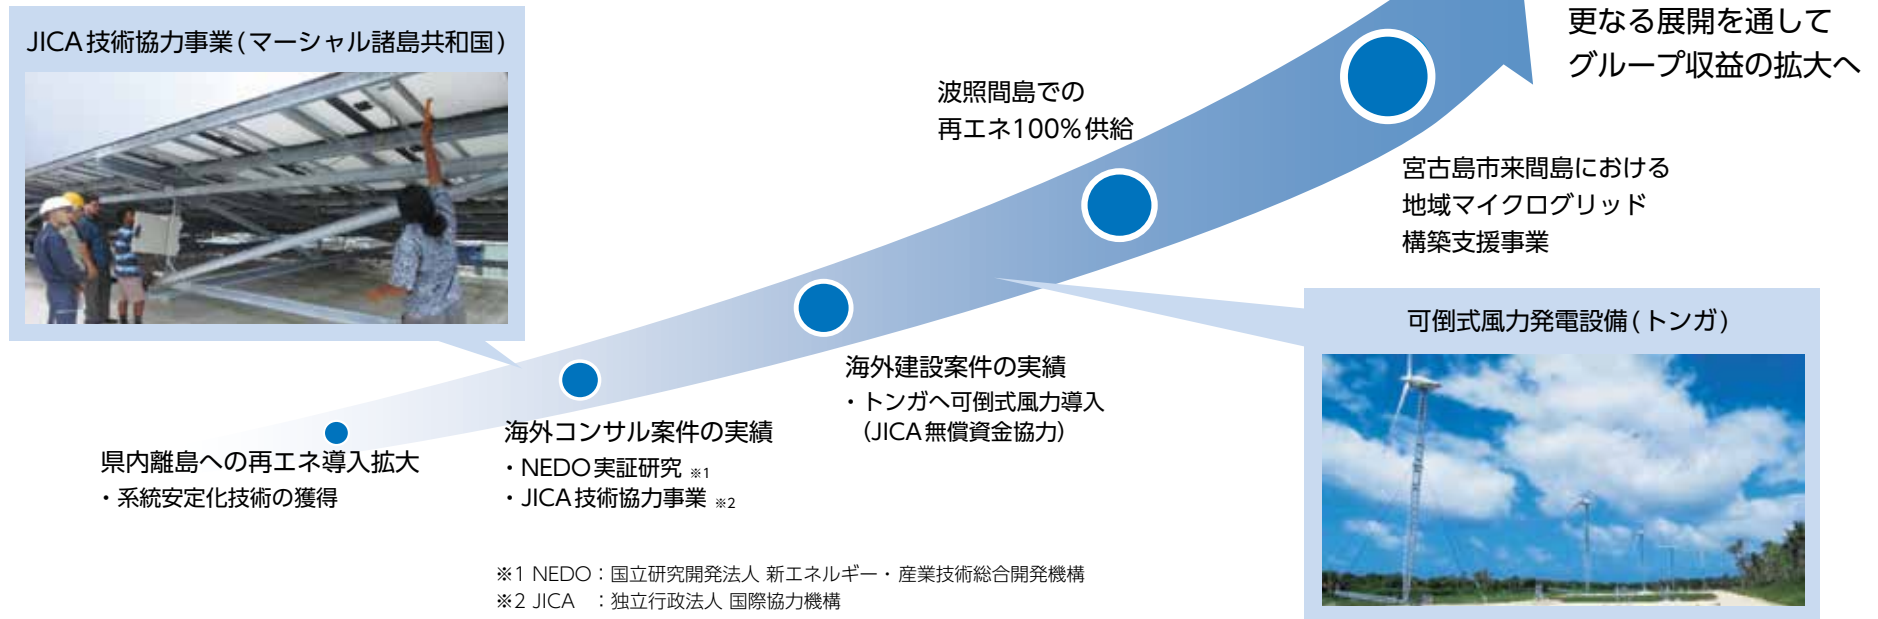 JICA技術協力事業(マーシャル諸島共和国)
更なる展開を通して
グループ収益の拡大へ
波照間島での
再エネ100%供給
宮古島市来間島における
地域マイクログリッド
構築支援事業
可倒式風力発電設備(トンガ)
海外建設案件の実績
・トンガへ可倒式風力導入
(JICA無償資金協力)
海外コンサル案件の実績
・NEDO実証研究 ※1
・JICA技術協力事業 ※2
県内離島への再エネ導入拡大
・系統安定化技術の獲得
※1 NEDO：国立研究開発法人 新エネルギー・産業技術総合開発機構
※2 JICA ：独立行政法人 国際協力機構